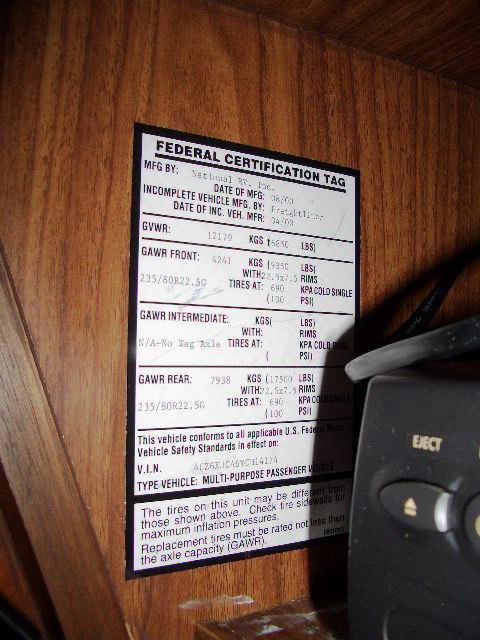 FEDERAL CERTIFICATION TAG
MFG BY: National RV, Inc.
DATE OF MFG: 08/00
INCOMPLETE VEHICLE MFG. BY: Freightliner
DATE OF INC. VEH. MFR: 04/00
GVWR: 12179 KGS (26850 LBS)
GAWR FRONT: 4241 KGS (9350 LBS)
WITH: 22.5x7.5 RIMS
235/80R22.5G TIRES AT: 690 KPA COLD SINGLE
(100 PSI)
GAWR INTERMEDIATE: KGS( LBS)
WITH: RIMS
N/A-No Tag Axle TIRES AT: KPA COLD DUAL
( PSI)
GAWR REAR: 7938 KGS (17500 LBS)
WITH: 22.5x7.5 RIMS
235/80R22.5G TIRES AT: 690 KPA COLD SINGLE
(100 PSI)
This vehicle conforms to all applicable U.S. Federal Motor
Vehicle Safety Standards in effect on:
V.I.N.
TYPE VEHICLE: MULTI-PURPOSE PASSENGER VEHICLE
The tires on this unit may be different from
those shown above. Check tire sidewalls for
maximum inflation pressures.
Replacement tires must be rated not less than
the axle capacity (GAWR).
EJECT